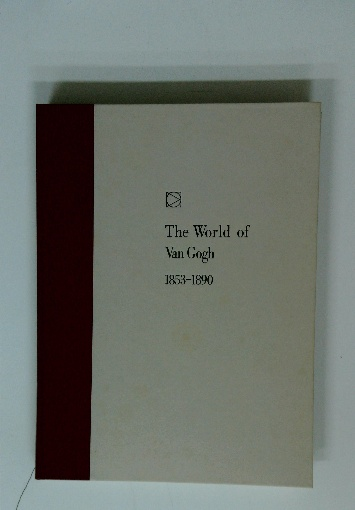 The World of
Van Gogh
1853-1890